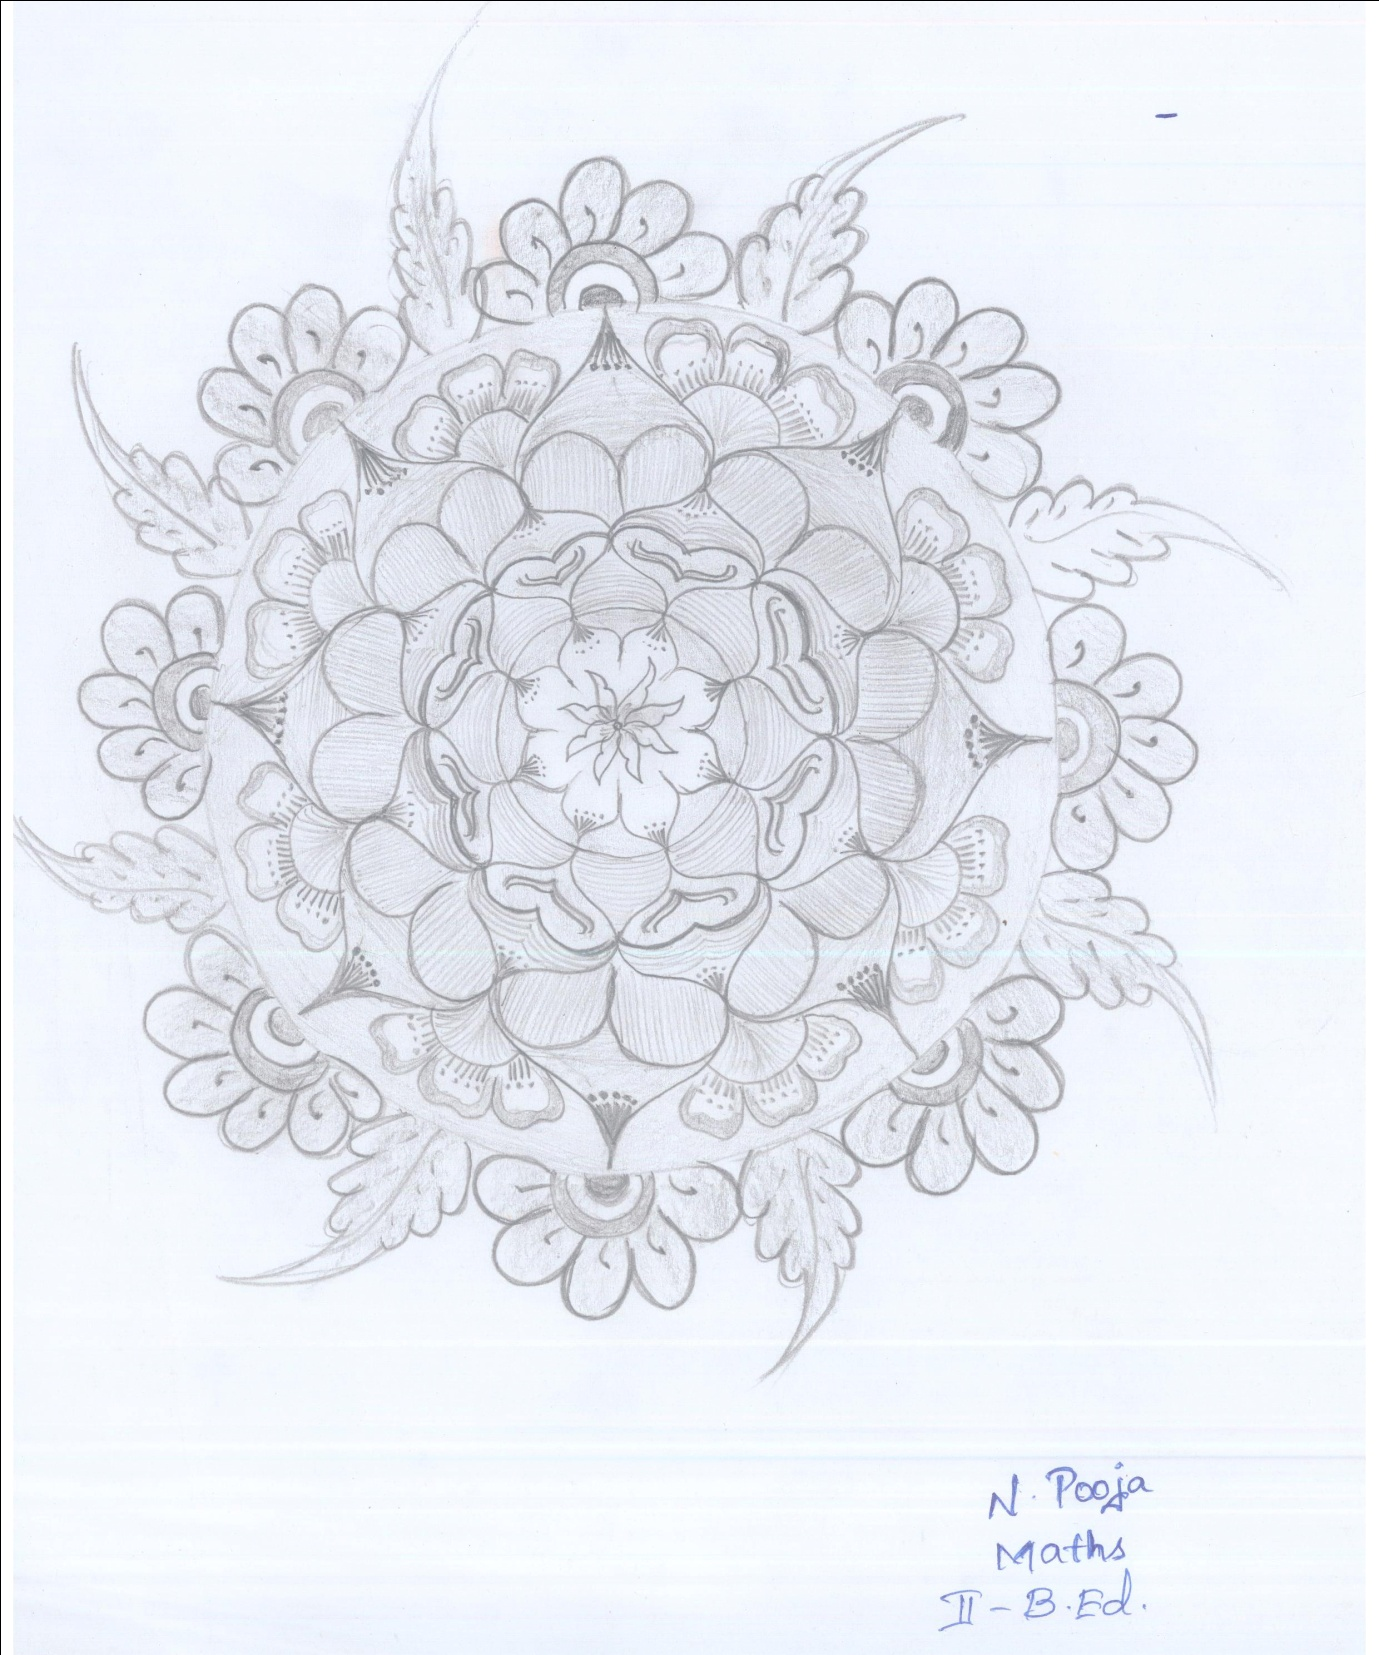 N. Pooja
Maths
II - B.Ed.